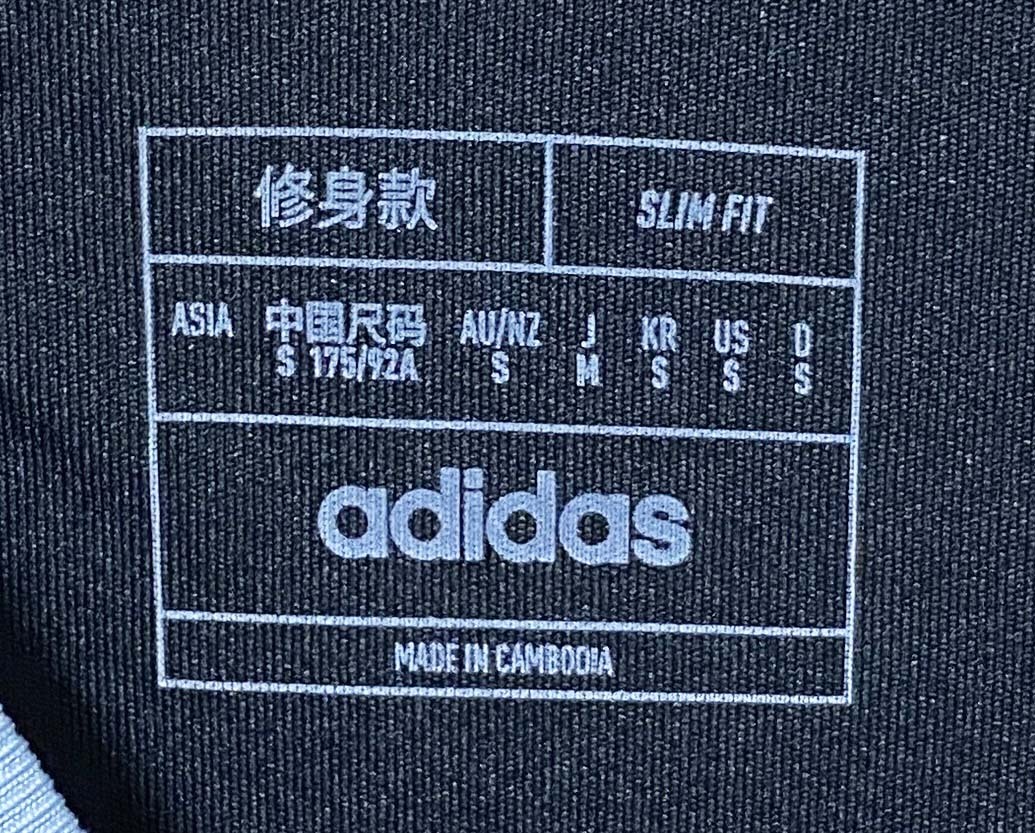 修身款 SLIM FIT
ASIA 中国尺码 AU/NZ J KR US D
S 175/92A S M S S S
adidas
MADE IN CAMBODIA